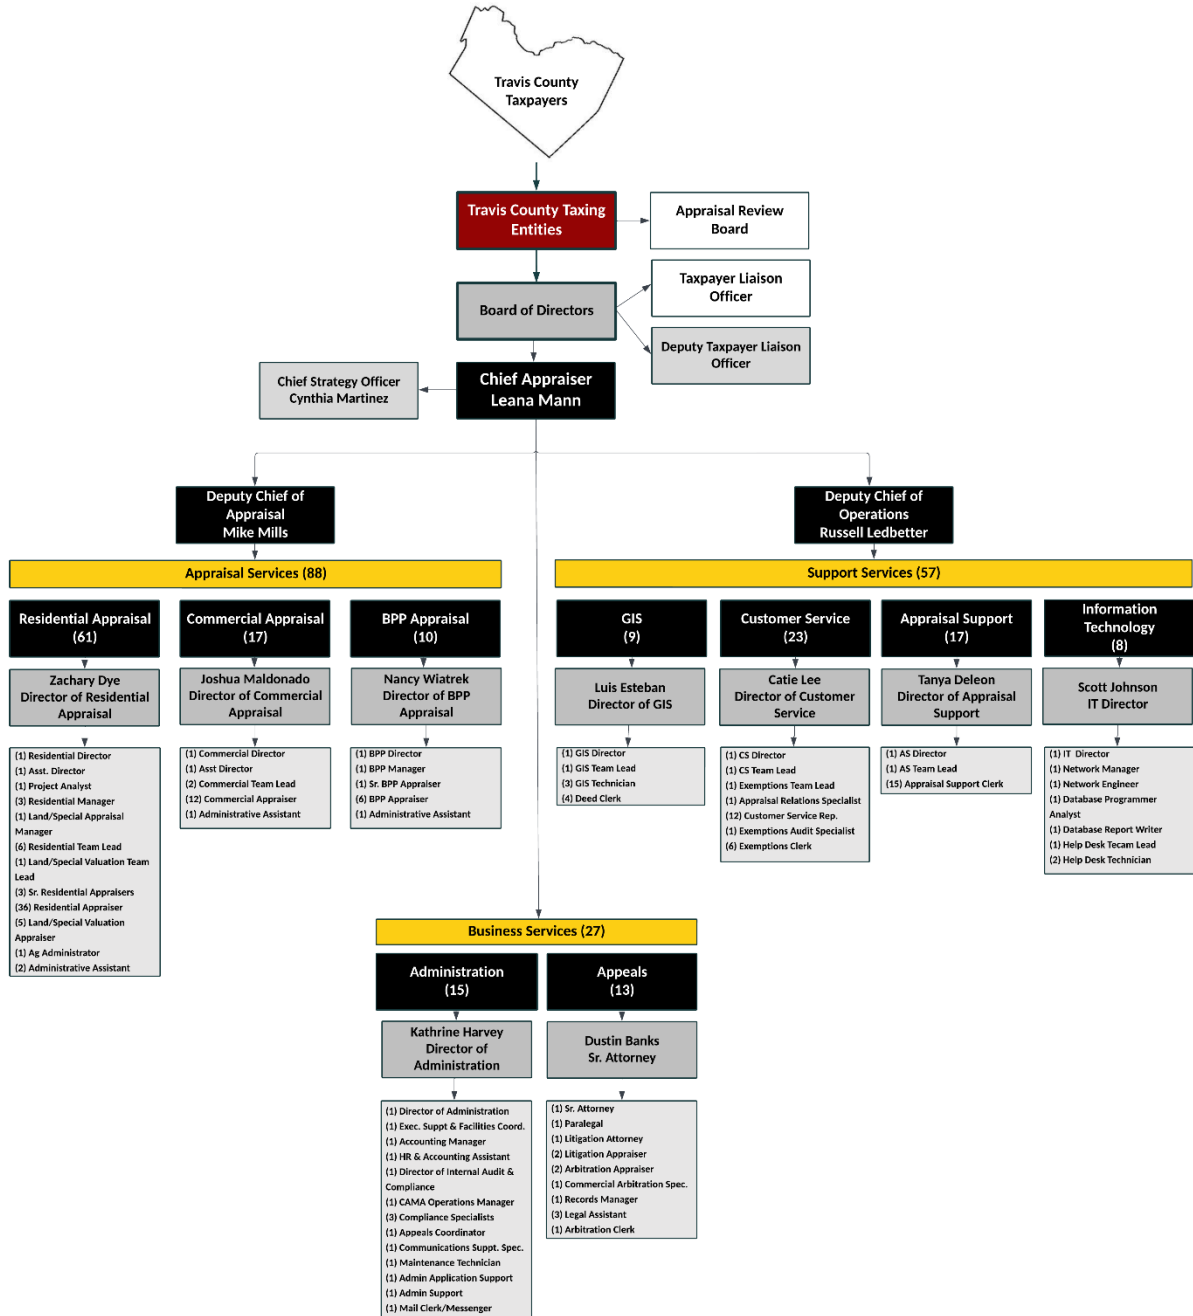 Travis County
Taxpayers
Travis County Taxing
Entities
Appraisal Review
Board
Taxpayer Liaison
Officer
Board of Directors
Deputy Taxpayer Liaison
Officer
Chief Strategy Officer
Cynthia Martinez
Chief Appraiser
Leana Mann
Deputy Chief of
Appraisal
Mike Mills
Deputy Chief of
Operations
Russell Ledbetter
Appraisal Services (88)
Support Services (57)
Residential Appraisal
(61)
Zachary Dye
Director of Residential
Appraisal
(1) Residential Director
(1) Asst. Director
(1) Project Analyst
(3) Residential Manager
(1) Land/Special Appraisal
Manager
(6) Residential Team Lead
(1) Land/Special Valuation Team
Lead
(3) Sr. Residential Appraisers
(36) Residential Appraiser
(5) Land/Special Valuation
Appraiser
(1) Ag Administrator
(2) Administrative Assistant
Commercial Appraisal
(17)
Joshua Maldonado
Director of Commercial
Appraisal
(1) Commercial Director
(1) Asst Director
(2) Commercial Team Lead
(12) Commercial Appraiser
(1) Administrative Assistant
BPP Appraisal
(10)
Nancy Wiatrek
Director of BPP
Appraisal
(1) BPP Director
(1) BPP Manager
(1) Sr. BPP Appraiser
(6) BPP Appraiser
(1) Administrative Assistant
GIS
(9)
Luis Esteban
Director of GIS
(1) GIS Director
(1) GIS Team Lead
(3) GIS Technician
(4) Deed Clerk
Customer Service
(23)
Catie Lee
Director of Customer
Service
(1) CS Director
(1) CS Team Lead
(1) Exemptions Team Lead
(1) Appraisal Relations Specialist
(12) Customer Service Rep.
(1) Exemptions Audit Specialist
(6) Exemptions Clerk
Appraisal Support
(17)
Tanya Deleon
Director of Appraisal
Support
(1) AS Director
(1) AS Team Lead
(15) Appraisal Support Clerk
Information
Technology
(8)
Scott Johnson
IT Director
(1) IT Director
(1) Network Manager
(1) Network Engineer
(1) Database Programmer
Analyst
(1) Database Report Writer
(1) Help Desk Tecam Lead
(2) Help Desk Technician
Business Services (27)
Administration
(15)
Kathrine Harvey
Director of
Administration
(1) Director of Administration
(1) Exec. Suppt & Facilities Coord.
(1) Accounting Manager
(1) HR & Accounting Assistant
(1) Director of Internal Audit &
Compliance
(1) CAMA Operations Manager
(3) Compliance Specialists
(1) Appeals Coordinator
(1) Communications Suppt. Spec.
(1) Maintenance Technician
(1) Admin Application Support
(1) Admin Support
(1) Mail Clerk/Messenger
Appeals
(13)
Dustin Banks
Sr. Attorney
(1) Sr. Attorney
(1) Paralegal
(1) Litigation Attorney
(2) Litigation Appraiser
(2) Arbitration Appraiser
(1) Commercial Arbitration Spec.
(1) Records Manager
(3) Legal Assistant
(1) Arbitration Clerk